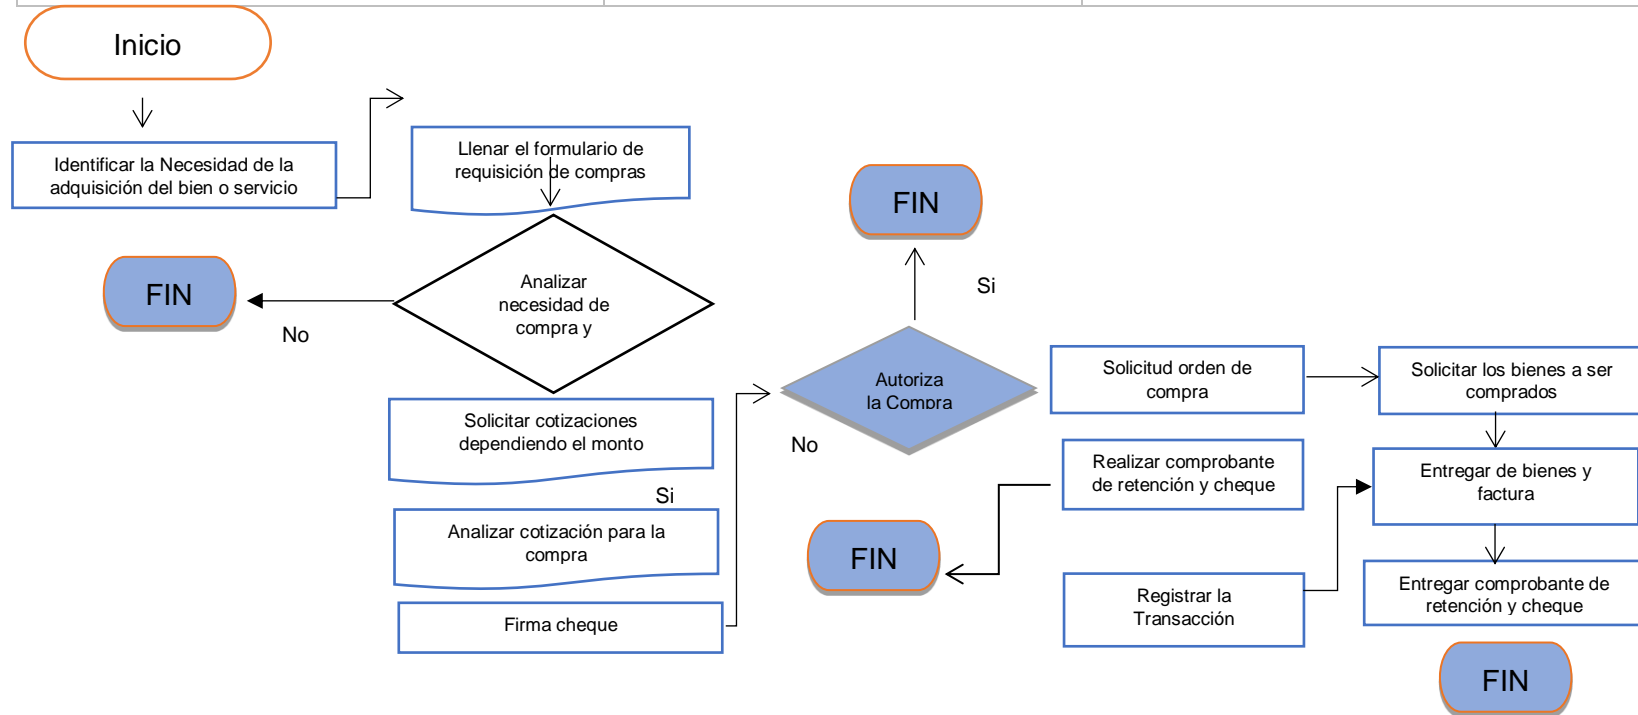 Inicio
Identificar la Necesidad de la
adquisición del bien o servicio
Llenar el formulario de
requisición de compras
FIN
No
Analizar
necesidad de
compra y
Solicitar cotizaciones
dependiendo el monto
Si
Analizar cotización para la
compra
Firma cheque
FIN
Si
Autoriza
la Compra
No
FIN
Solicitud orden de
compra
Realizar comprobante
de retención y cheque
Registrar la
Transacción
Solicitar los bienes a ser
comprados
Entregar de bienes y
factura
Entregar comprobante de
retención y cheque
FIN